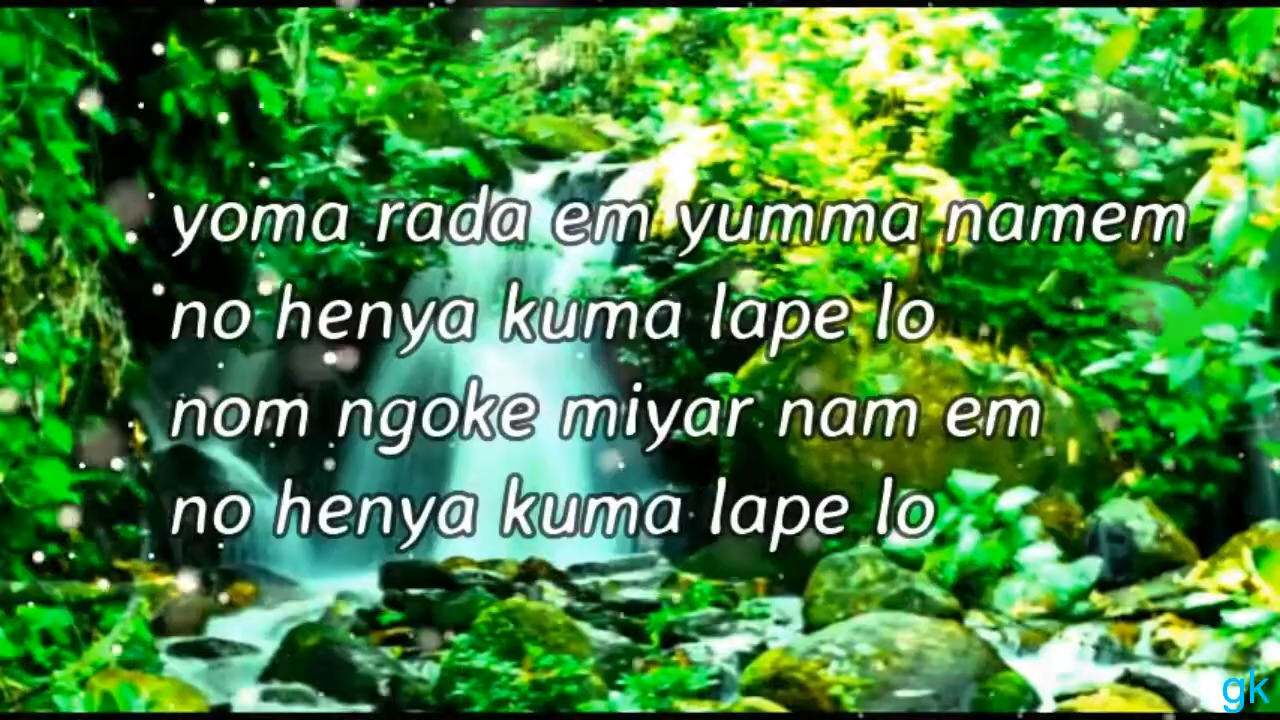 yoma rada em yumma namem
no henya kuma lape lo
nom ngoke miyar nam em
no henya kuma lape lo
gk